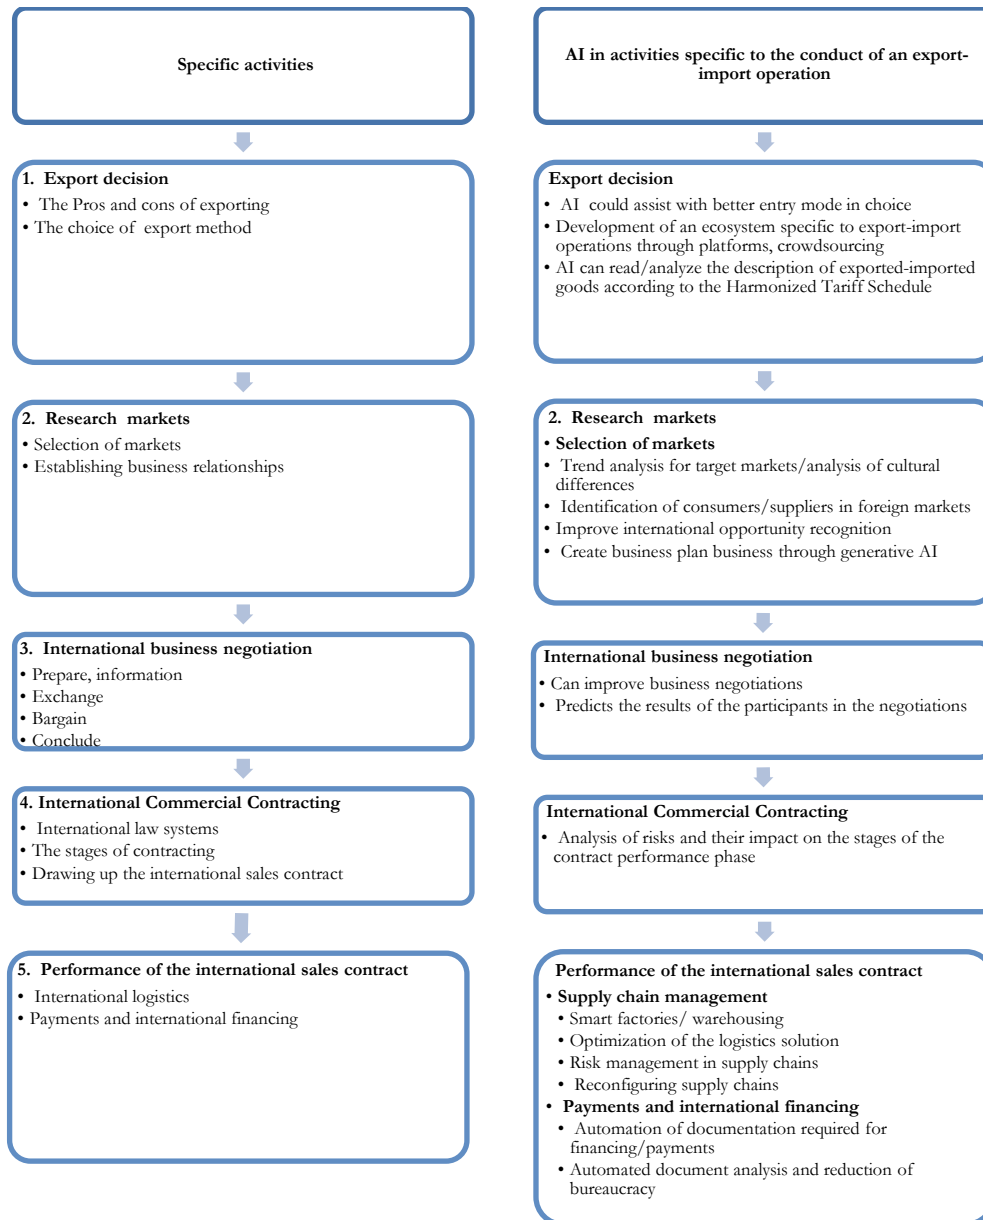 Specific activities
1. Export decision
• The Pros and cons of exporting
• The choice of export method
2. Research markets
• Selection of markets
• Establishing business relationships
3. International business negotiation
• Prepare, information
• Exchange
• Bargain
• Conclude
4. International Commercial Contracting
• International law systems
• The stages of contracting
• Drawing up the international sales contract
5. Performance of the international sales contract
• International logistics
• Payments and international financing
AI in activities specific to the conduct of an export-
import operation
Export decision
• AI could assist with better entry mode in choice
• Development of an ecosystem specific to export-import
operations through platforms, crowdsourcing
• AI can read/analyze the description of exported-imported
goods according to the Harmonized Tariff Schedule
2. Research markets
• Selection of markets
• Trend analysis for target markets/analysis of cultural
differences
• Identification of consumers/suppliers in foreign markets
• Improve international opportunity recognition
• Create business plan business through generative AI
International business negotiation
• Can improve business negotiations
• Predicts the results of the participants in the negotiations
International Commercial Contracting
• Analysis of risks and their impact on the stages of the
contract performance phase
Performance of the international sales contract
• Supply chain management
• Smart factories/ warehousing
• Optimization of the logistics solution
• Risk management in supply chains
• Reconfiguring supply chains
• Payments and international financing
• Automation of documentation required for
financing/payments
• Automated document analysis and reduction of
bureaucracy